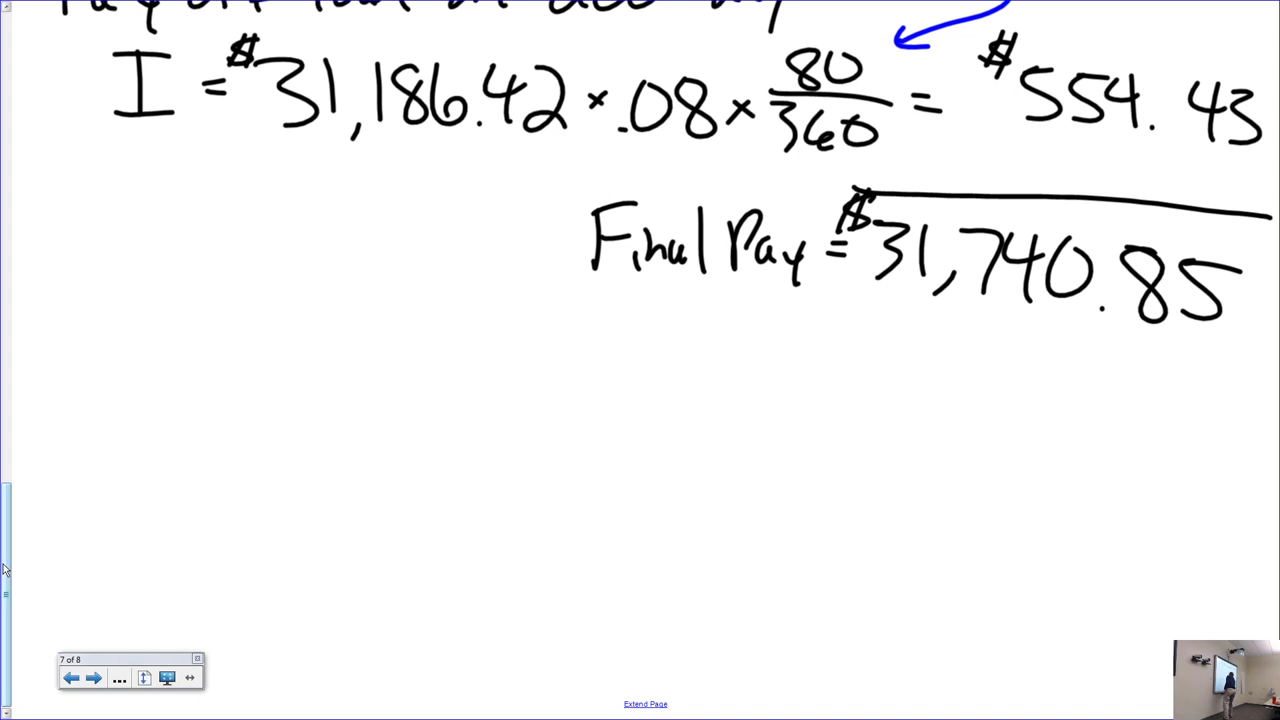 I = $31,186.42 × .08 × 80/360 = $554.43
Final Pay = $31,740.85
7 of 8
Extend Page